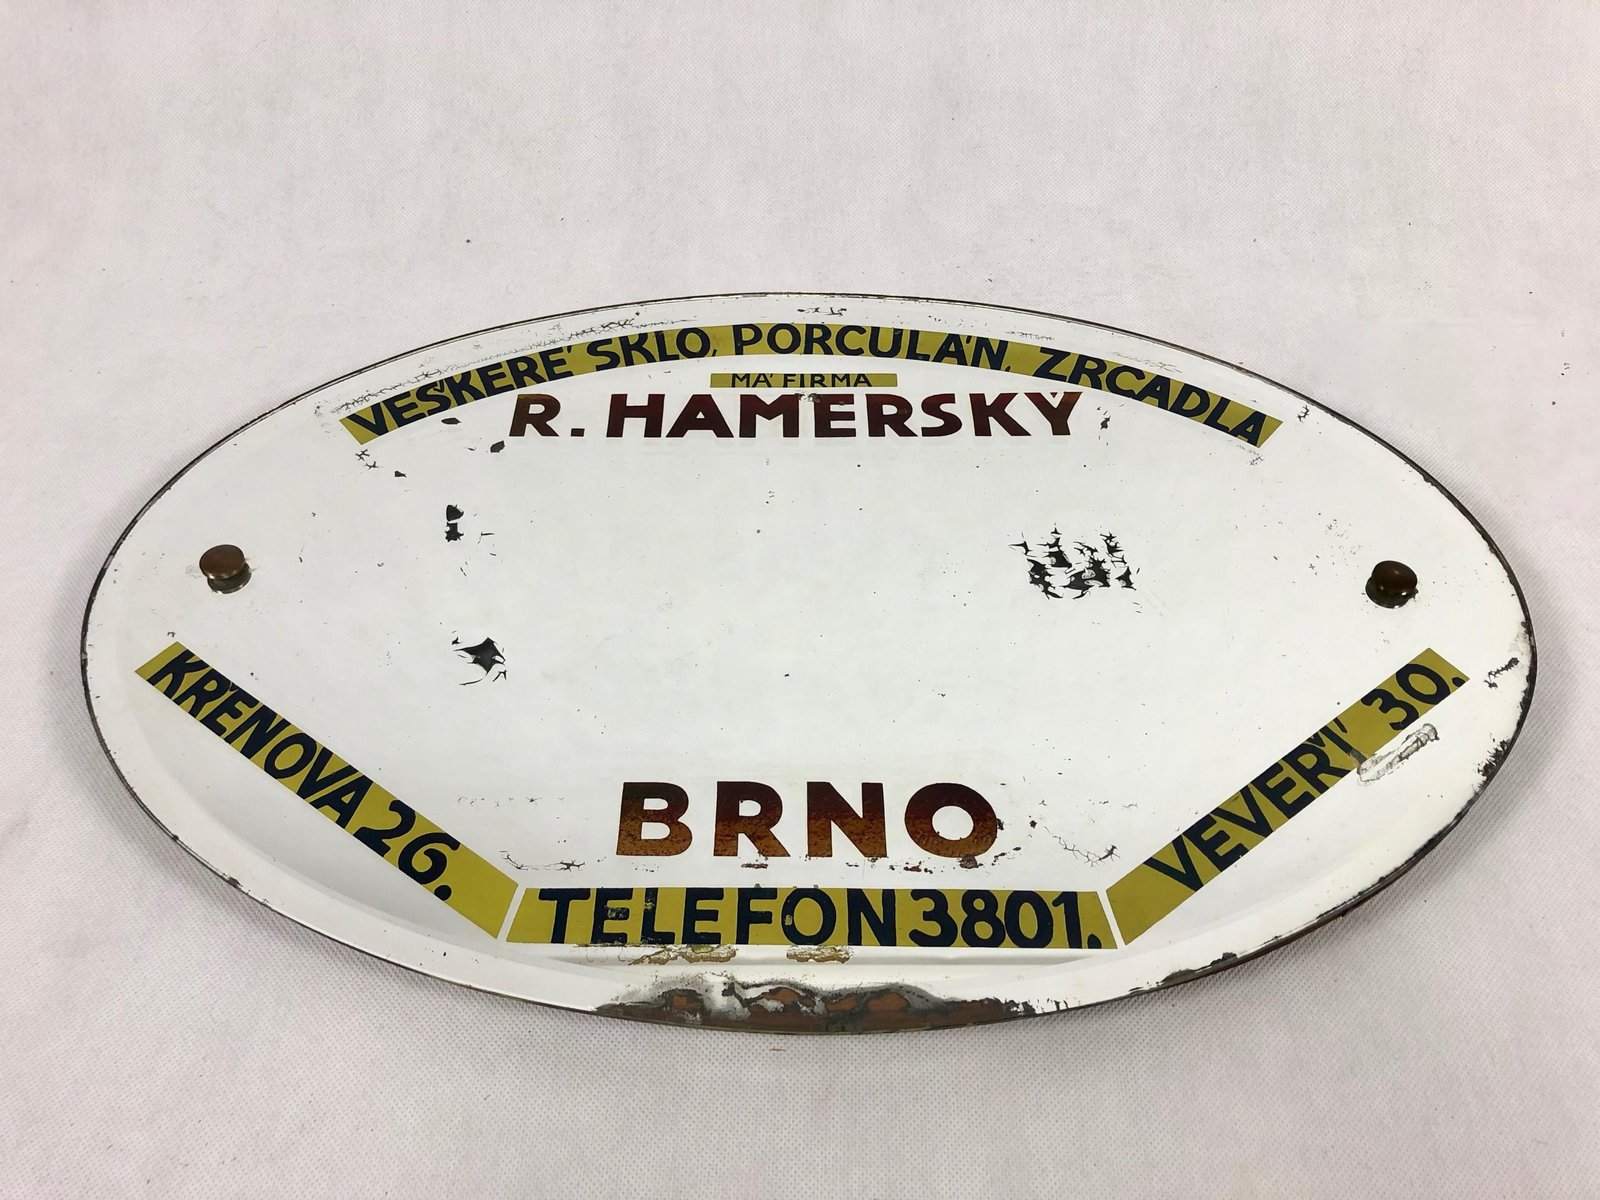 VEŠKERÉ SKLO, PORCULÁN, ZRCADLA
MÁ FIRMA
R. HAMERSKÝ
BRNO
KŘENOVA 26.
TELEFON 3801.
VEVEŘÍ 30.